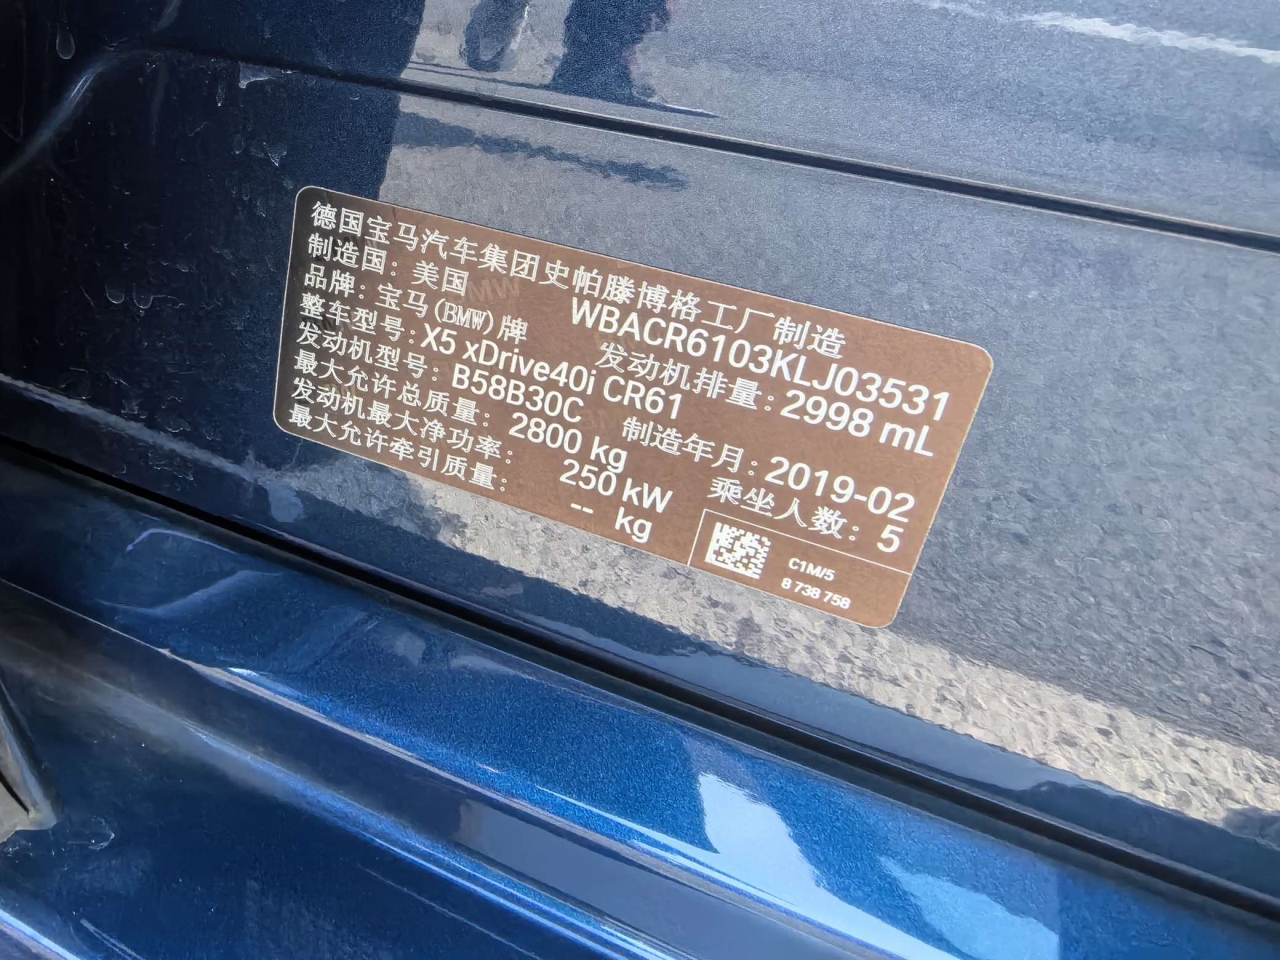 德国宝马汽车集团史帕滕博格工厂制造
制造国：美国 WBACR6103KLJ03531
品牌：宝马(BMW)牌 发动机排量：2998 mL
整车型号：X5 xDrive40i CR61
发动机型号：B58B30C 制造年月：2019-02
最大允许总质量：2800 kg 乘坐人数：5
发动机最大净功率：250 kW
最大允许牵引质量：-- kg
C1M/5
8 738 758